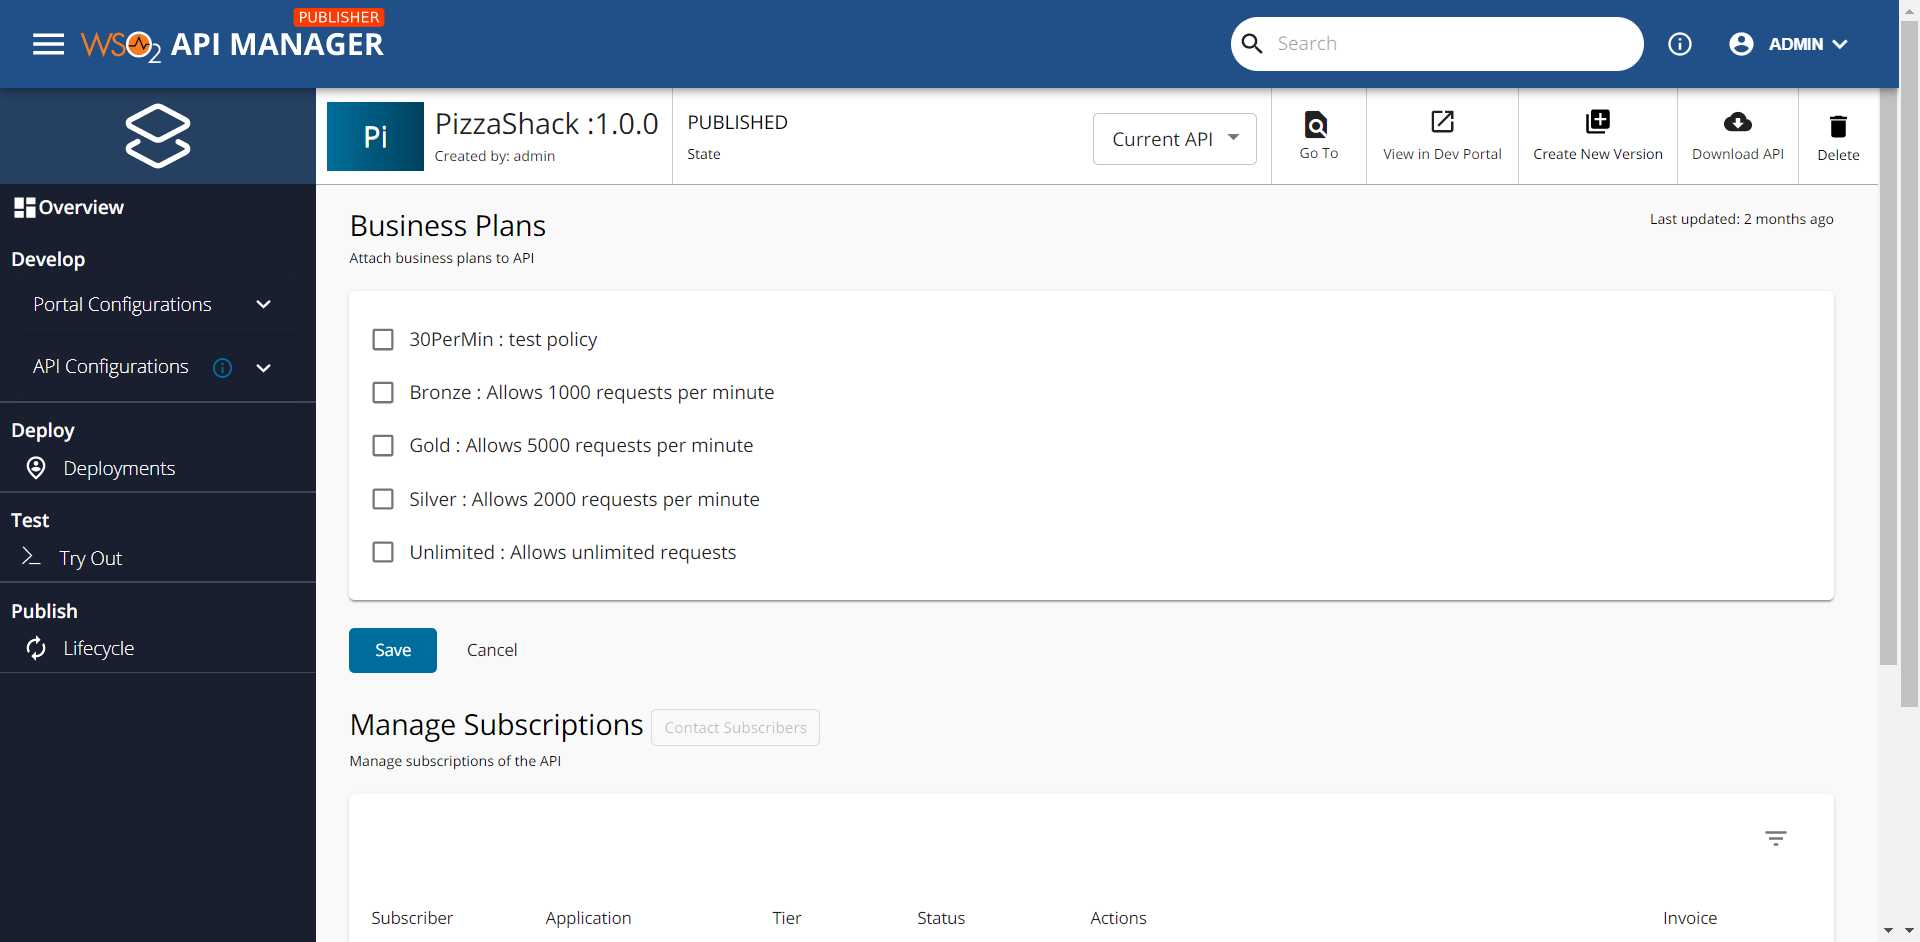 PUBLISHER
WSO2 API MANAGER
Search
ADMIN
Pi
PizzaShack :1.0.0
Created by: admin
PUBLISHED
State
Current API
Go To
View in Dev Portal
Create New Version
Download API
Delete
Overview
Develop
Portal Configurations
API Configurations
Deploy
Deployments
Test
Try Out
Publish
Lifecycle
Business Plans
Last updated: 2 months ago
Attach business plans to API
30PerMin : test policy
Bronze : Allows 1000 requests per minute
Gold : Allows 5000 requests per minute
Silver : Allows 2000 requests per minute
Unlimited : Allows unlimited requests
Save Cancel
Manage Subscriptions Contact Subscribers
Manage subscriptions of the API
Subscriber Application Tier Status Actions Invoice